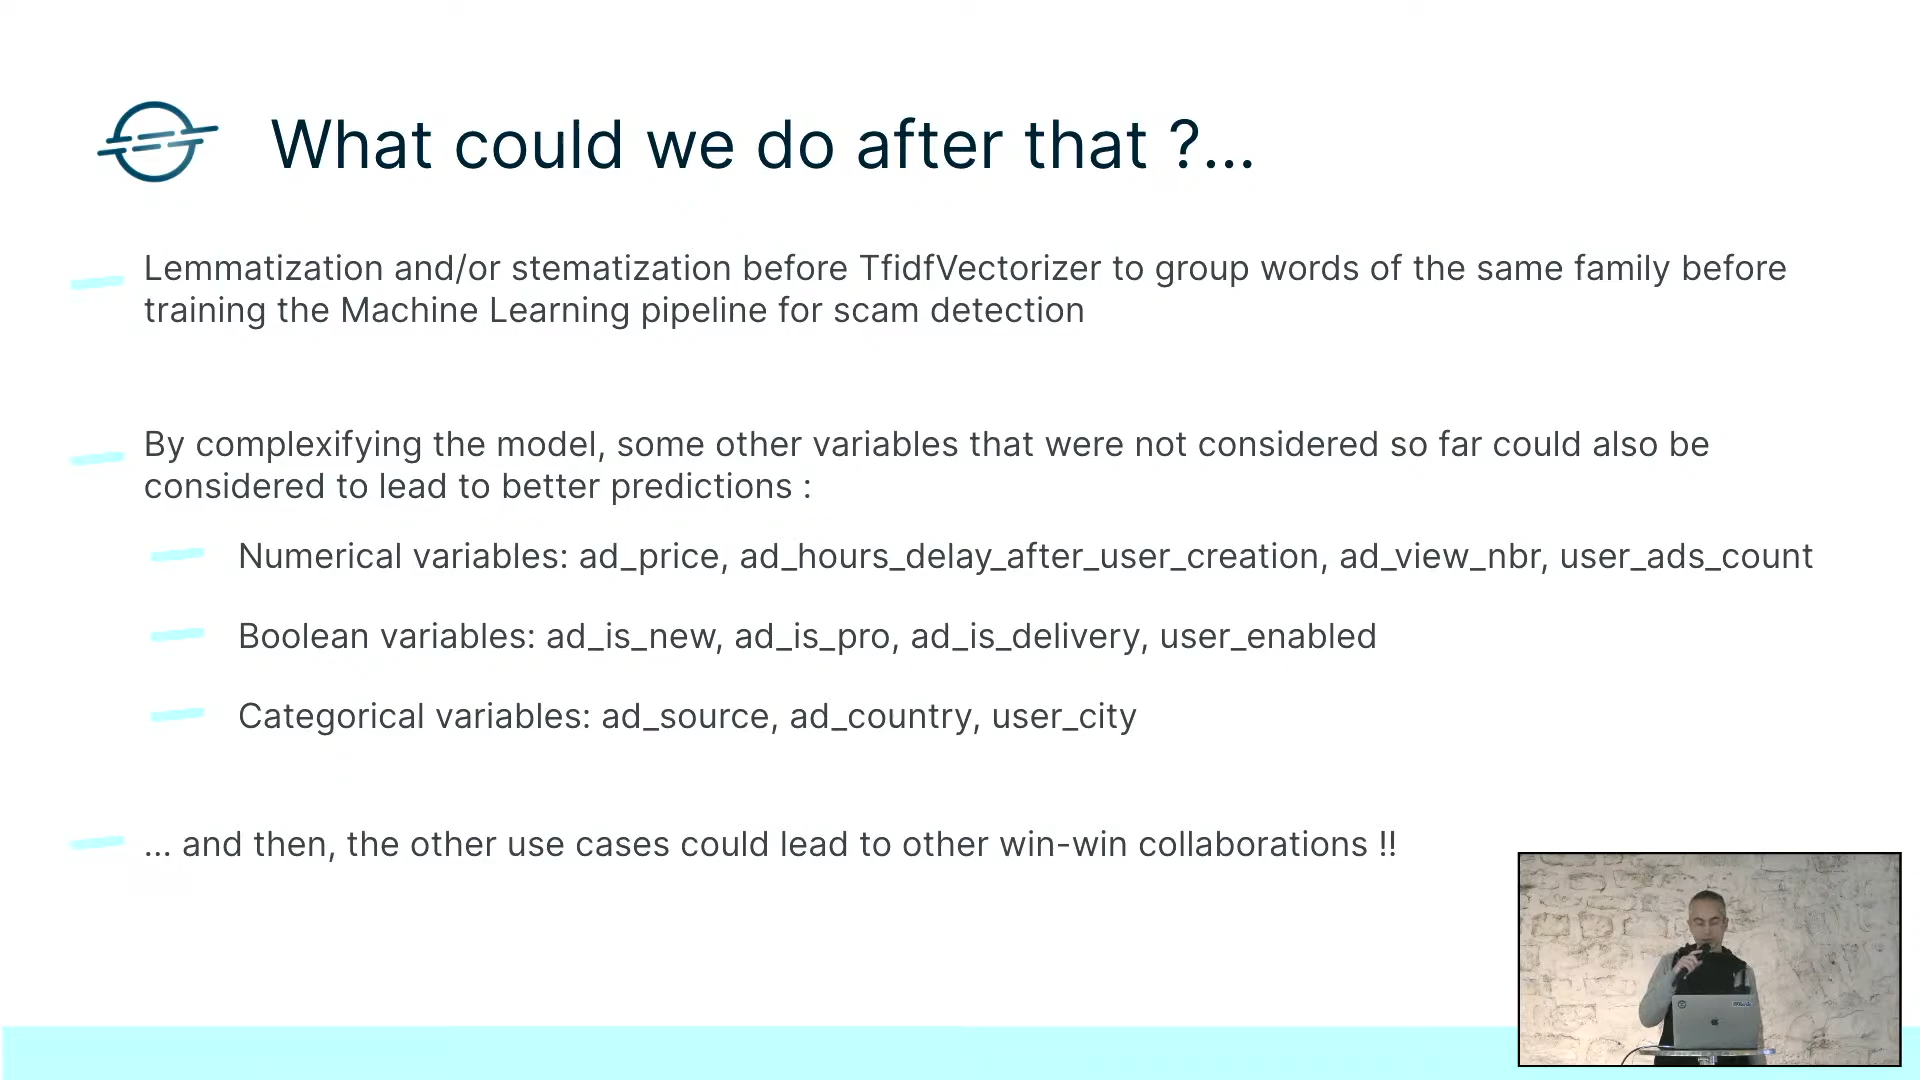 What could we do after that ?...
Lemmatization and/or stematization before TfidfVectorizer to group words of the same family before
training the Machine Learning pipeline for scam detection
By complexifying the model, some other variables that were not considered so far could also be
considered to lead to better predictions :
Numerical variables: ad_price, ad_hours_delay_after_user_creation, ad_view_nbr, user_ads_count
Boolean variables: ad_is_new, ad_is_pro, ad_is_delivery, user_enabled
Categorical variables: ad_source, ad_country, user_city
... and then, the other use cases could lead to other win-win collaborations !!